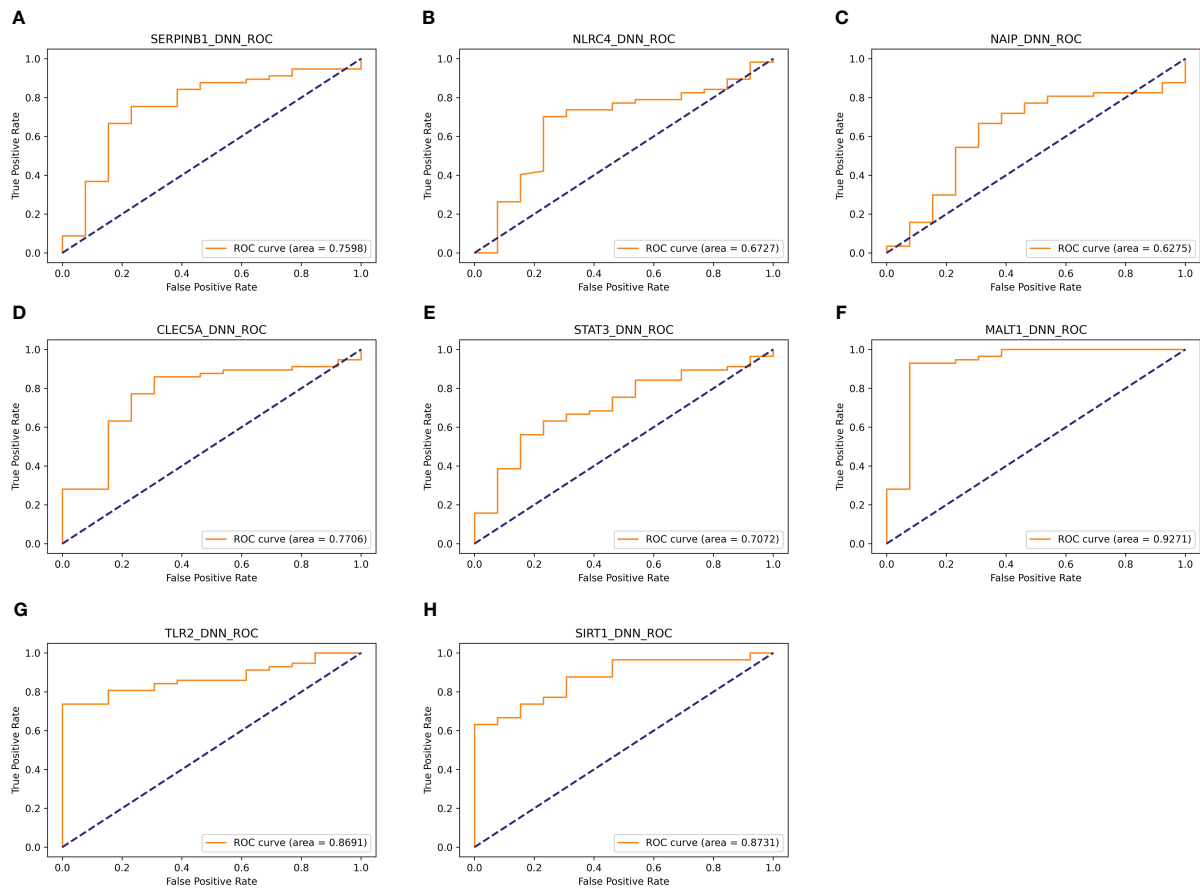 A
SERPINB1_DNN_ROC
1.0
0.8
0.6
0.4
0.2
0.0
True Positive Rate
ROC curve (area = 0.7598)
0.0 0.2 0.4 0.6 0.8 1.0
False Positive Rate
B
NLRC4_DNN_ROC
1.0
0.8
0.6
0.4
0.2
0.0
True Positive Rate
ROC curve (area = 0.6727)
0.0 0.2 0.4 0.6 0.8 1.0
False Positive Rate
C
NAIP_DNN_ROC
1.0
0.8
0.6
0.4
0.2
0.0
True Positive Rate
ROC curve (area = 0.6275)
0.0 0.2 0.4 0.6 0.8 1.0
False Positive Rate
D
CLEC5A_DNN_ROC
1.0
0.8
0.6
0.4
0.2
0.0
True Positive Rate
ROC curve (area = 0.7706)
0.0 0.2 0.4 0.6 0.8 1.0
False Positive Rate
E
STAT3_DNN_ROC
1.0
0.8
0.6
0.4
0.2
0.0
True Positive Rate
ROC curve (area = 0.7072)
0.0 0.2 0.4 0.6 0.8 1.0
False Positive Rate
F
MALT1_DNN_ROC
1.0
0.8
0.6
0.4
0.2
0.0
True Positive Rate
ROC curve (area = 0.9271)
0.0 0.2 0.4 0.6 0.8 1.0
False Positive Rate
G
TLR2_DNN_ROC
1.0
0.8
0.6
0.4
0.2
0.0
True Positive Rate
ROC curve (area = 0.8691)
0.0 0.2 0.4 0.6 0.8 1.0
False Positive Rate
H
SIRT1_DNN_ROC
1.0
0.8
0.6
0.4
0.2
0.0
True Positive Rate
ROC curve (area = 0.8731)
0.0 0.2 0.4 0.6 0.8 1.0
False Positive Rate